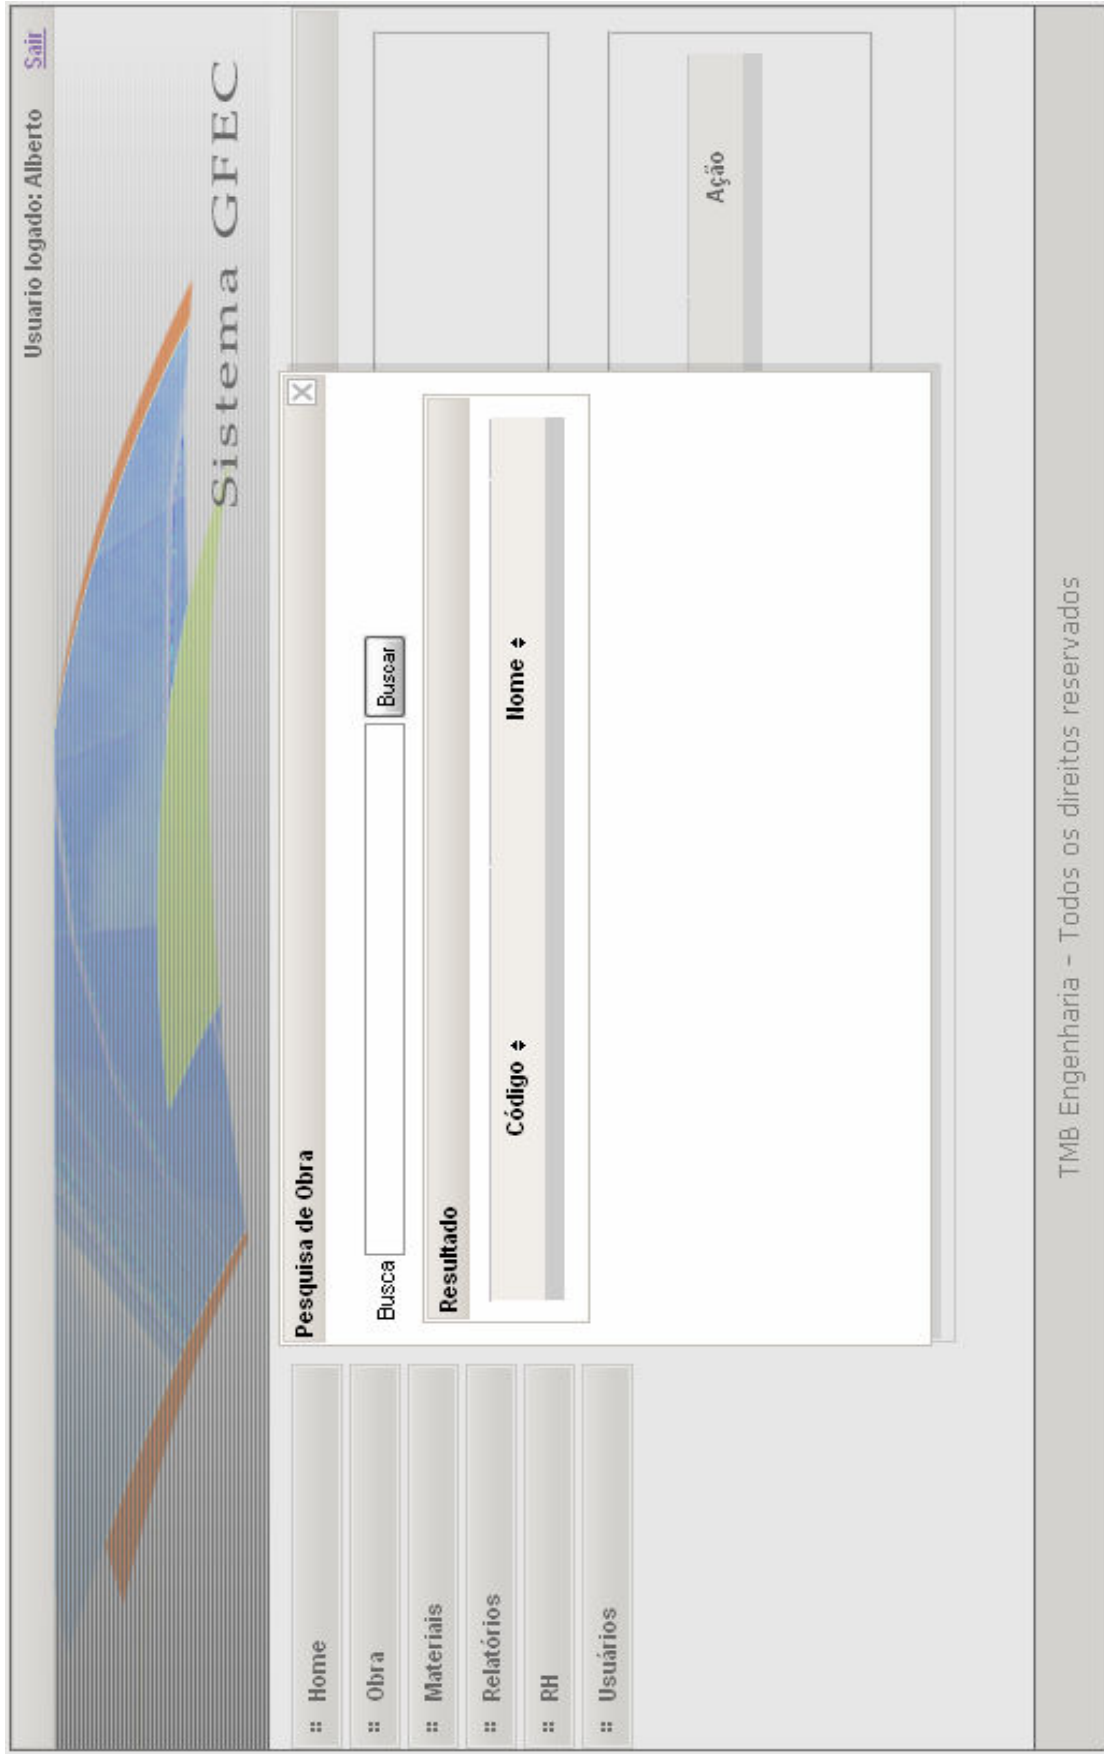 Usuario logado: Alberto Sair
Sistema GFEC
:: Home
:: Obra
:: Materiais
:: Relatórios
:: RH
:: Usuários
Pesquisa de Obra
Busca Buscar
Resultado
Código Nome
Ação
TMB Engenharia - Todos os direitos reservados